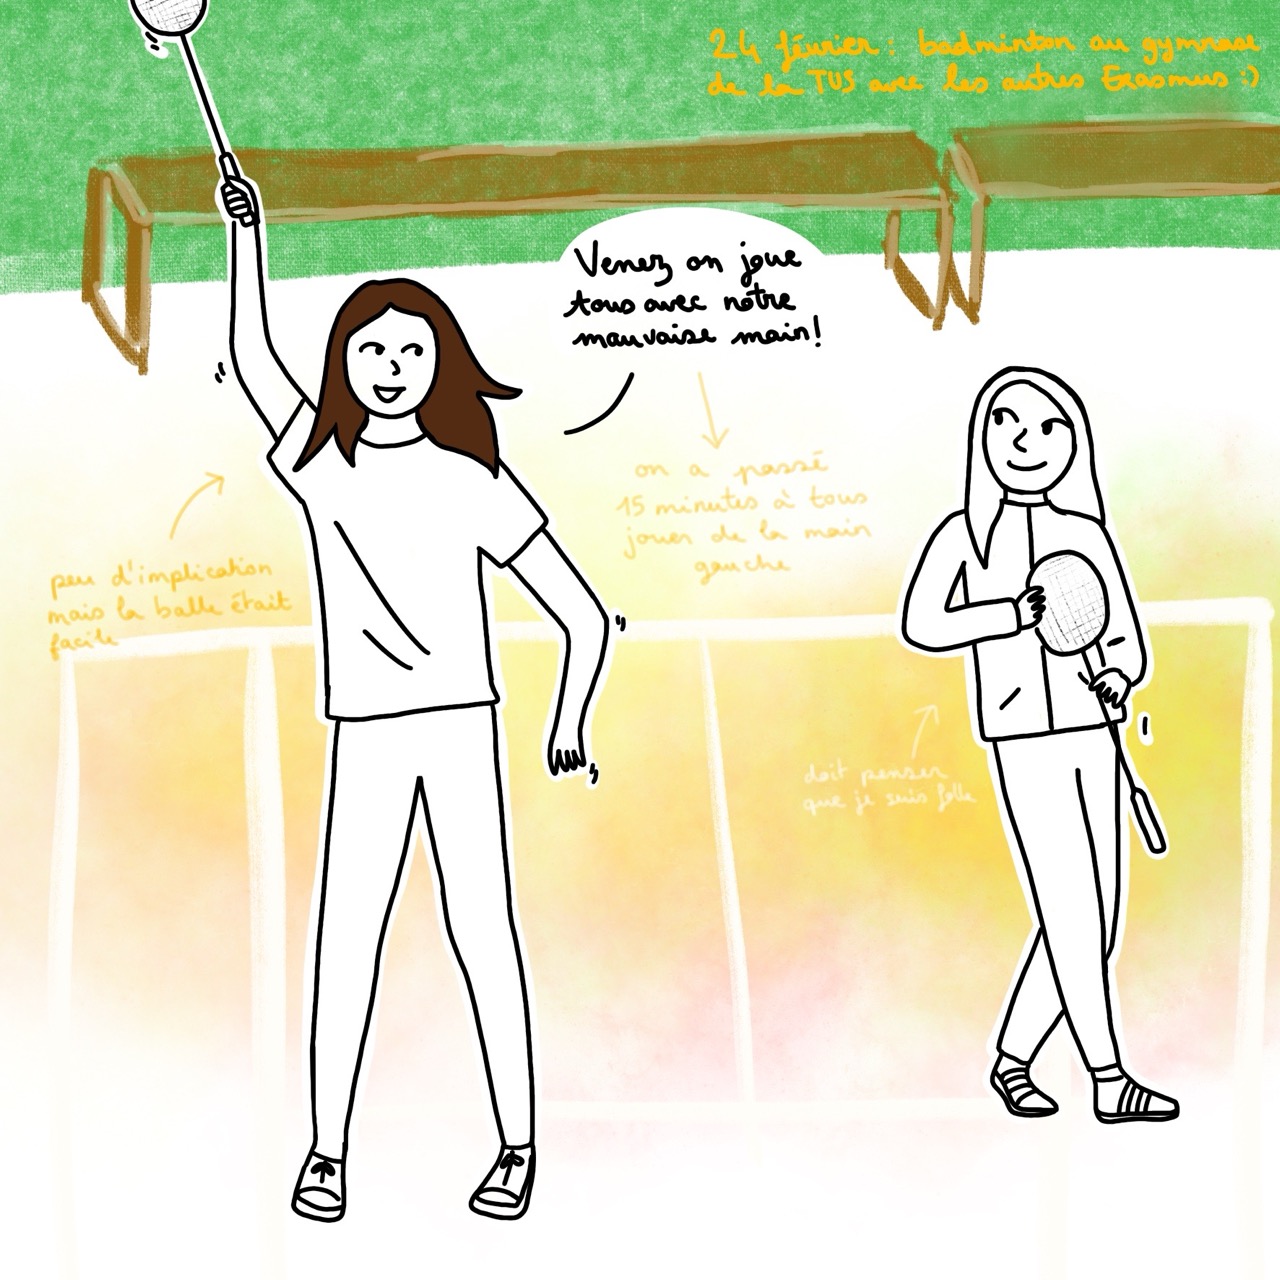 24 février : badminton au gymnase
de la TUS avec les autres Erasmus :)
Venez on joue
tous avec notre
mauvaise main!
on a passé
15 minutes à tous
jouer de la main
gauche
peu d'implication
mais la balle était
facile
doit penser
que je suis folle